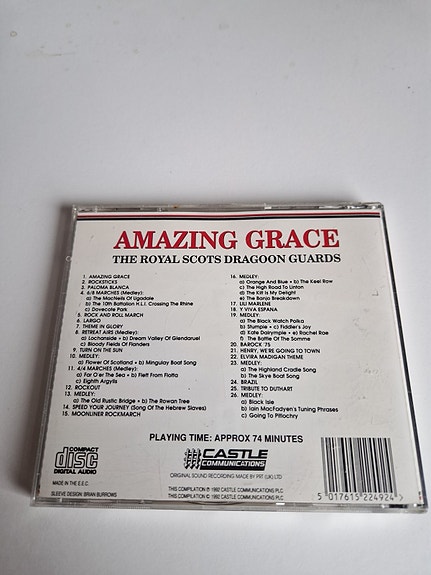 AMAZING GRACE
THE ROYAL SCOTS DRAGOON GUARDS
1. AMAZING GRACE
2. ROCKSTICKS
3. PALOMA BLANCA
4. 6/8 MARCHES (Medley):
a) The MacNeils Of Ugadale
b) The 10th Battalion H.L.I. Crossing The Rhine
c) Dovecote Park
5. ROCK AND ROLL MARCH
6. LARGO
7. THEME IN GLORY
8. RETREAT AIRS (Medley):
a) Lochanside • b) Dream Valley Of Glendaruel
c) Bloody Fields Of Flanders
9. TURN ON THE SUN
10. MEDLEY:
a) Flower Of Scotland • b) Mingulay Boat Song
11. 4/4 MARCHES (Medley):
a) Far O'er The Sea • b) Flett From Flotta
c) Eighth Argylls
12. ROCKOUT
13. MEDLEY:
a) The Old Rustic Bridge • b) The Rowan Tree
14. SPEED YOUR JOURNEY (Song Of The Hebrew Slaves)
15. MOONLINER ROCKMARCH
16. MEDLEY:
a) Orange And Blue • b) The Keel Row
c) The High Road To Linton
d) The Kilt Is My Delight
e) The Banjo Breakdown
17. LILI MARLENE
18. Y VIVA ESPANA
19. MEDLEY:
a) The Black Watch Polka
b) Stumpie • c) Fiddler's Joy
d) Kate Dalrymple • e) Rachel Rae
f) The Battle Of The Somme
20. BAROCK '75
21. HENRY, WE'RE GOING TO TOWN
22. ELVIRA MADIGAN THEME
23. MEDLEY:
a) The Highland Cradle Song
b) The Skye Boat Song
24. BRAZIL
25. TRIBUTE TO DUTHART
26. MEDLEY:
a) Black Isle
b) Iain MacFadyen's Tuning Phrases
c) Going To Pitlochry
PLAYING TIME: APPROX 74 MINUTES
COMPACT
disc
DIGITAL AUDIO
CASTLE
COMMUNICATIONS
ORIGINAL SOUND RECORDING MADE BY PRT (UK) LTD
MADE IN THE E.E.C.
SLEEVE DESIGN: BRIAN BURROWS
THIS COMPILATION ℗ 1992 CASTLE COMMUNICATIONS PLC
THIS COMPILATION © 1992 CASTLE COMMUNICATIONS PLC
5 017615 224924 >